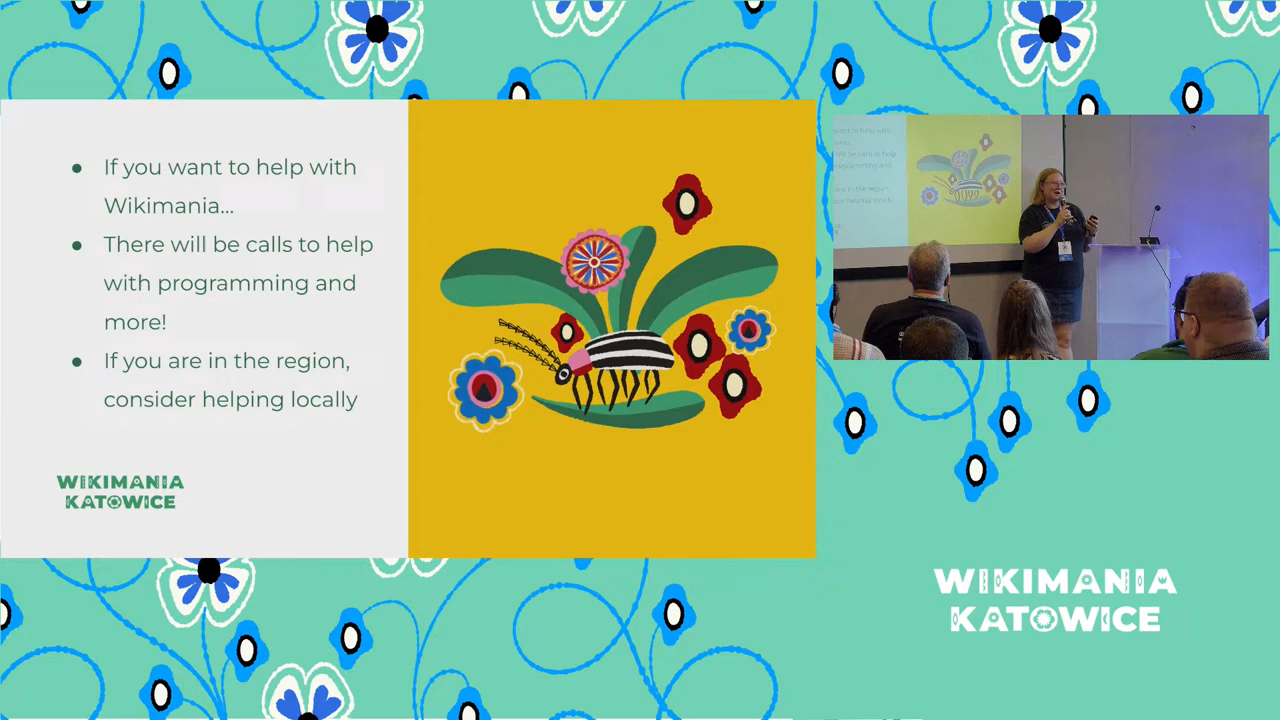 ● If you want to help with
Wikimania...
● There will be calls to help
with programming and
more!
● If you are in the region,
consider helping locally
WIKIMANIA
KATOWICE
WIKIMANIA
KATOWICE